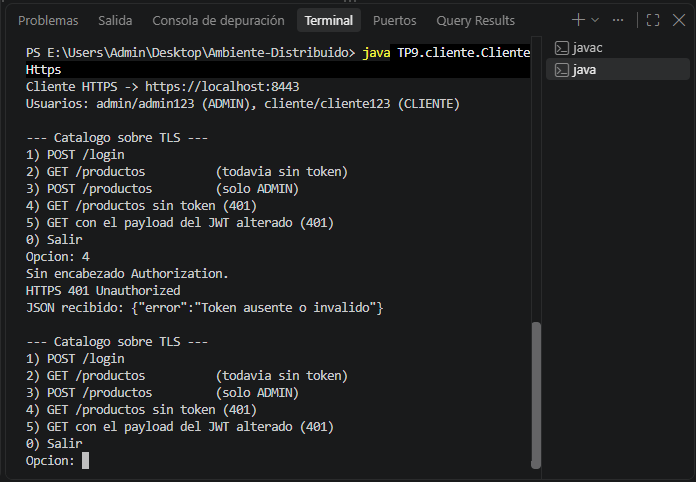 Problemas Salida Consola de depuración Terminal Puertos Query Results
PS E:\Users\Admin\Desktop\Ambiente-Distribuido> java TP9.cliente.Cliente
Https
Cliente HTTPS -> https://localhost:8443
Usuarios: admin/admin123 (ADMIN), cliente/cliente123 (CLIENTE)

--- Catalogo sobre TLS ---
1) POST /login
2) GET /productos          (todavia sin token)
3) POST /productos         (solo ADMIN)
4) GET /productos sin token (401)
5) GET con el payload del JWT alterado (401)
0) Salir
Opcion: 4
Sin encabezado Authorization.
HTTPS 401 Unauthorized
JSON recibido: {"error":"Token ausente o invalido"}

--- Catalogo sobre TLS ---
1) POST /login
2) GET /productos          (todavia sin token)
3) POST /productos         (solo ADMIN)
4) GET /productos sin token (401)
5) GET con el payload del JWT alterado (401)
0) Salir
Opcion:
javac
java